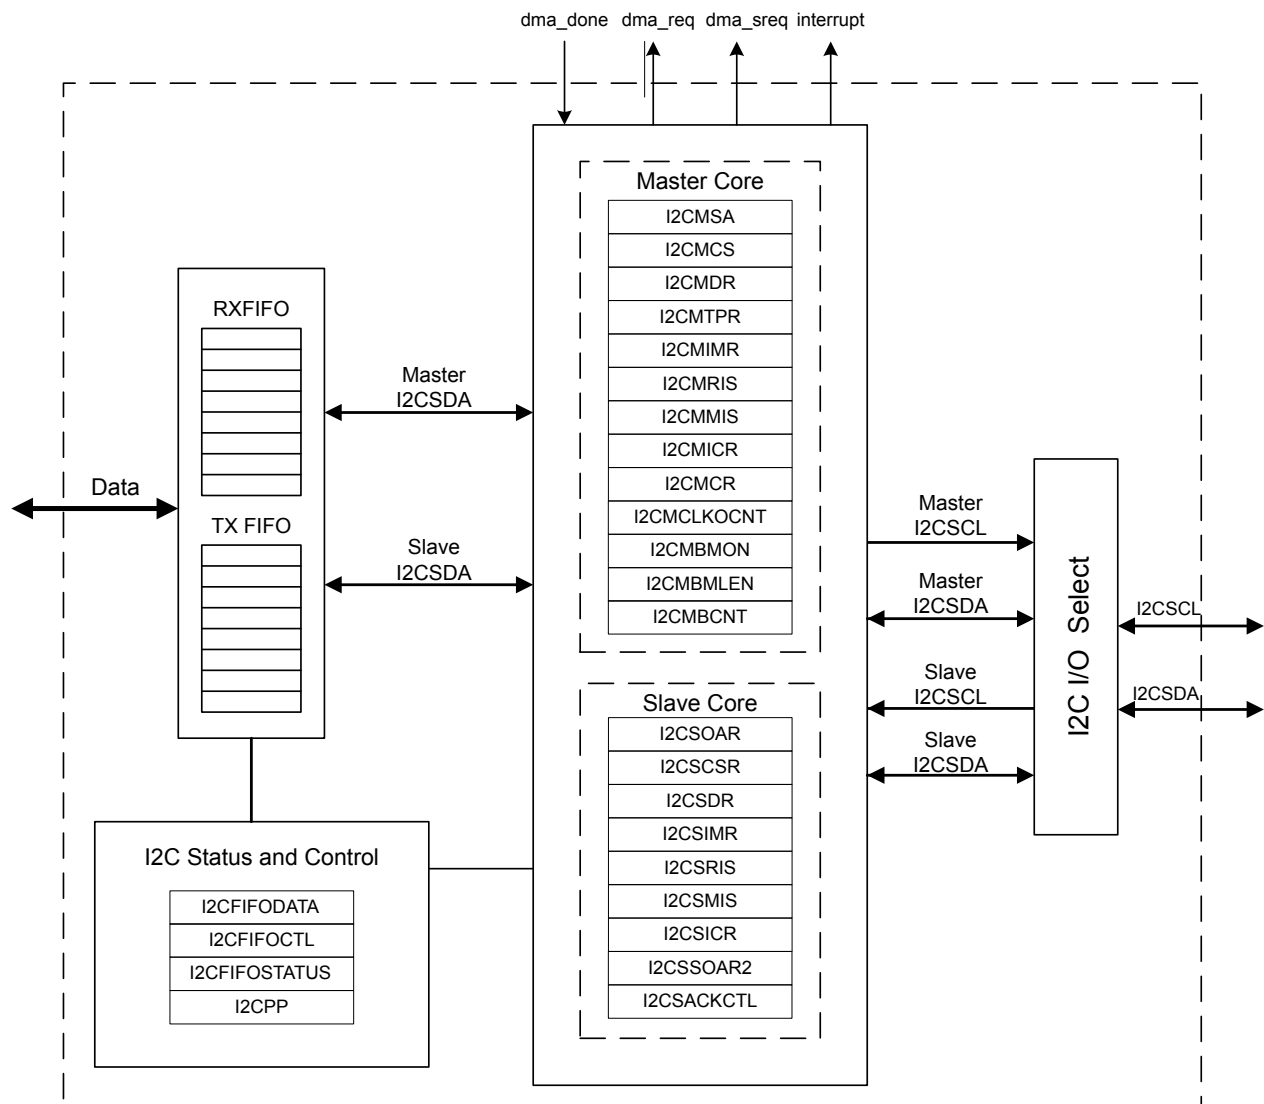 dma_done dma_req dma_sreq interrupt
Master Core
I2CMSA
I2CMCS
I2CMDR
I2CMTPR
I2CMIMR
I2CMRIS
I2CMMIS
I2CMICR
I2CMCR
I2CMCLKOCNT
I2CMBMON
I2CMBMLEN
I2CMBCNT
RXFIFO
Master
I2CSDA
Data
TX FIFO
Slave
I2CSDA
Master
I2CSCL
Master
I2CSDA
Slave
I2CSCL
Slave
I2CSDA
I2C I/O Select
I2CSCL
I2CSDA
Slave Core
I2CSOAR
I2CSCSR
I2CSDR
I2CSIMR
I2CSRIS
I2CSMIS
I2CSICR
I2CSSOAR2
I2CSACKCTL
I2C Status and Control
I2CFIFODATA
I2CFIFOCTL
I2CFIFOSTATUS
I2CPP